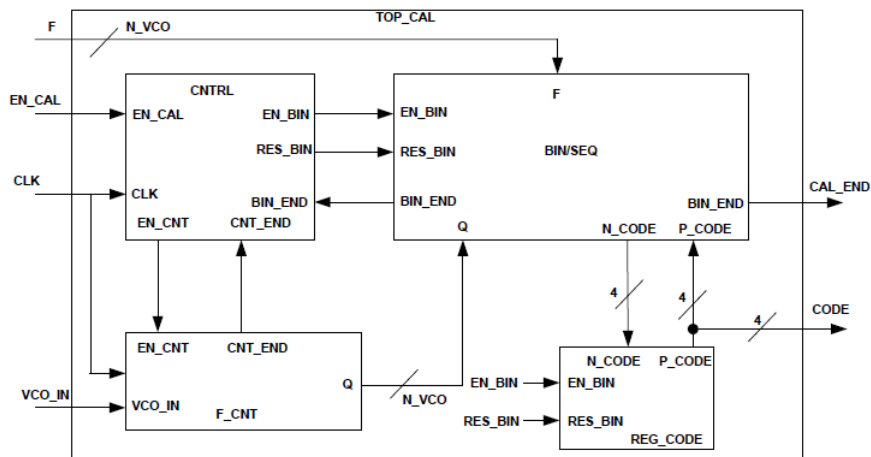 TOP_CAL
F
N_VCO
CNTRL
F
EN_CAL
EN_CAL
EN_BIN
EN_BIN
BIN/SEQ
RES_BIN
RES_BIN
CLK
CLK
BIN_END
BIN_END
BIN_END
CAL_END
EN_CNT
CNT_END
Q
N_CODE
P_CODE
4
4
4
CODE
EN_CNT
CNT_END
N_CODE
P_CODE
Q
EN_BIN
EN_BIN
N_VCO
VCO_IN
VCO_IN
F_CNT
RES_BIN
RES_BIN
REG_CODE